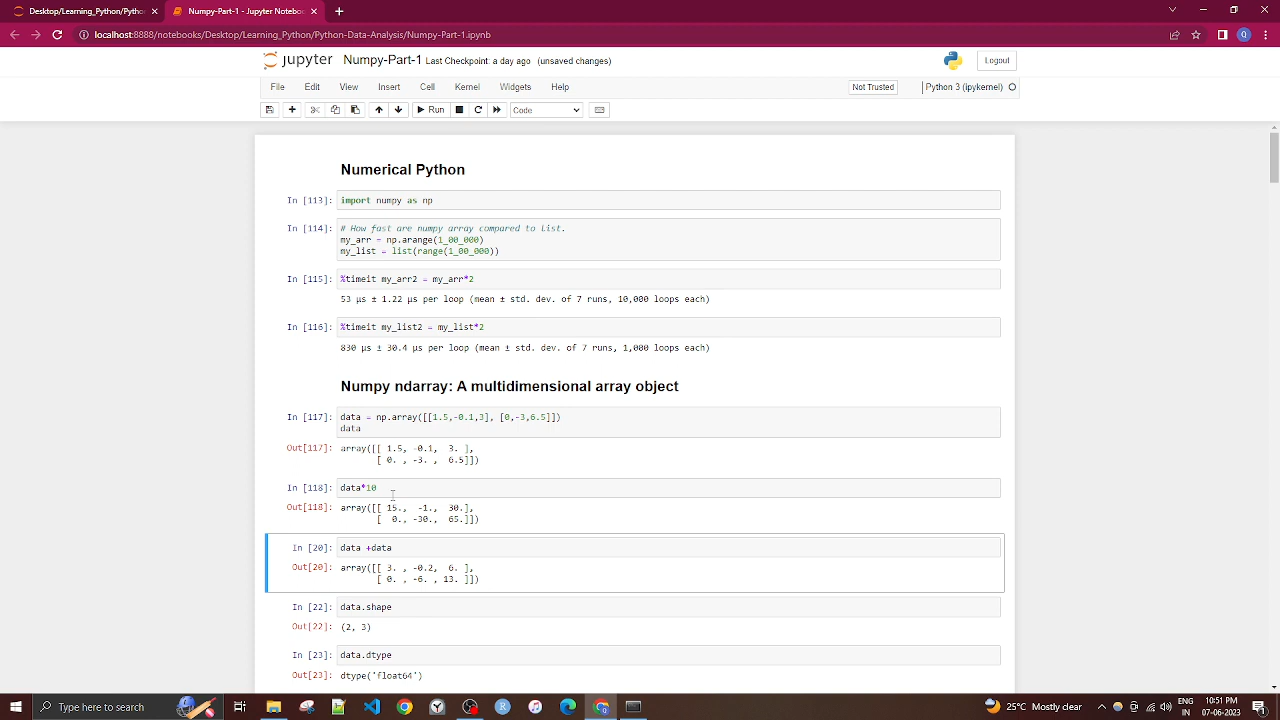 Desktop/Learning_Python/Pytho
Numpy-Part-1 - Jupyter Notebo
localhost:8888/notebooks/Desktop/Learning_Python/Python-Data-Analysis/Numpy-Part-1.ipynb
jupyter Numpy-Part-1 Last Checkpoint: a day ago (unsaved changes)
Logout
File Edit View Insert Cell Kernel Widgets Help
Not Trusted
Python 3 (ipykernel)
Run
Code
Numerical Python
In [113]: import numpy as np
In [114]: # How fast are numpy array compared to List.
my_arr = np.arange(1_00_000)
my_list = list(range(1_00_000))
In [115]: %timeit my_arr2 = my_arr*2
53 µs ± 1.22 µs per loop (mean ± std. dev. of 7 runs, 10,000 loops each)
In [116]: %timeit my_list2 = my_list*2
830 µs ± 30.4 µs per loop (mean ± std. dev. of 7 runs, 1,000 loops each)
Numpy ndarray: A multidimensional array object
In [117]: data = np.array([[1.5,-0.1,3], [0,-3,6.5]])
data
Out[117]: array([[ 1.5, -0.1, 3. ],
[ 0. , -3. , 6.5]])
In [118]: data*10
Out[118]: array([[ 15., -1., 30.],
[ 0., -30., 65.]])
In [20]: data +data
Out[20]: array([[ 3. , -0.2, 6. ],
[ 0. , -6. , 13. ]])
In [22]: data.shape
Out[22]: (2, 3)
In [23]: data.dtype
Out[23]: dtype('float64')
Type here to search
25°C Mostly clear
ENG
IN
10:51 PM
07-06-2023